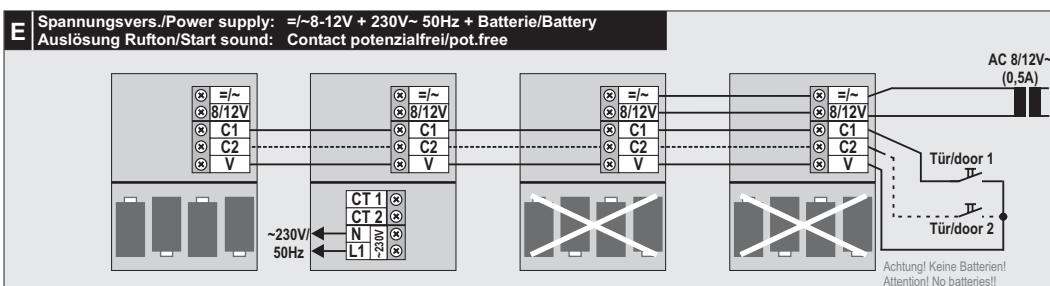 E
Spannungsvers./Power supply: =/~8-12V + 230V~ 50Hz + Batterie/Battery
Auslösung Rufton/Start sound: Contact potenzialfrei/pot.free
AC 8/12V~
(0,5A)
=/~
8/12V
C1
C2
V
=/~
8/12V
C1
C2
V
=/~
8/12V
C1
C2
V
=/~
8/12V
C1
C2
V
Tür/door 1
Tür/door 2
CT 1
CT 2
N
L1
~230V
~230V/
50Hz
Achtung! Keine Batterien!
Attention! No batteries!!